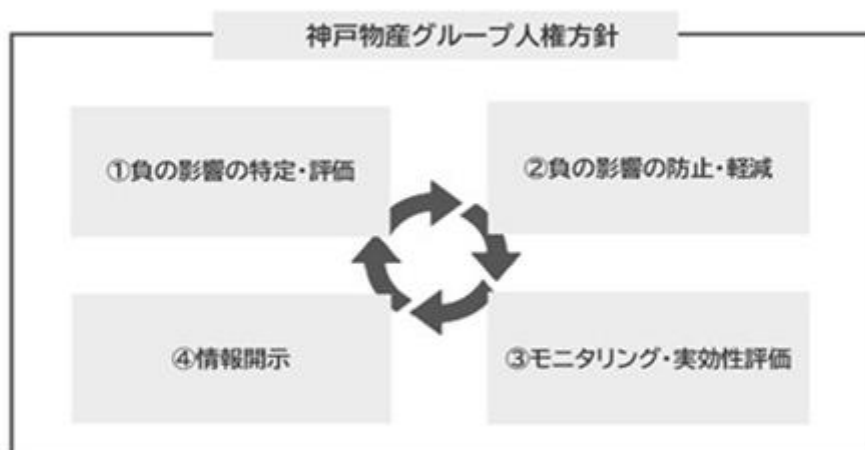 神戸物産グループ人権方針
①負の影響の特定・評価
②負の影響の防止・軽減
④情報開示
③モニタリング・実効性評価